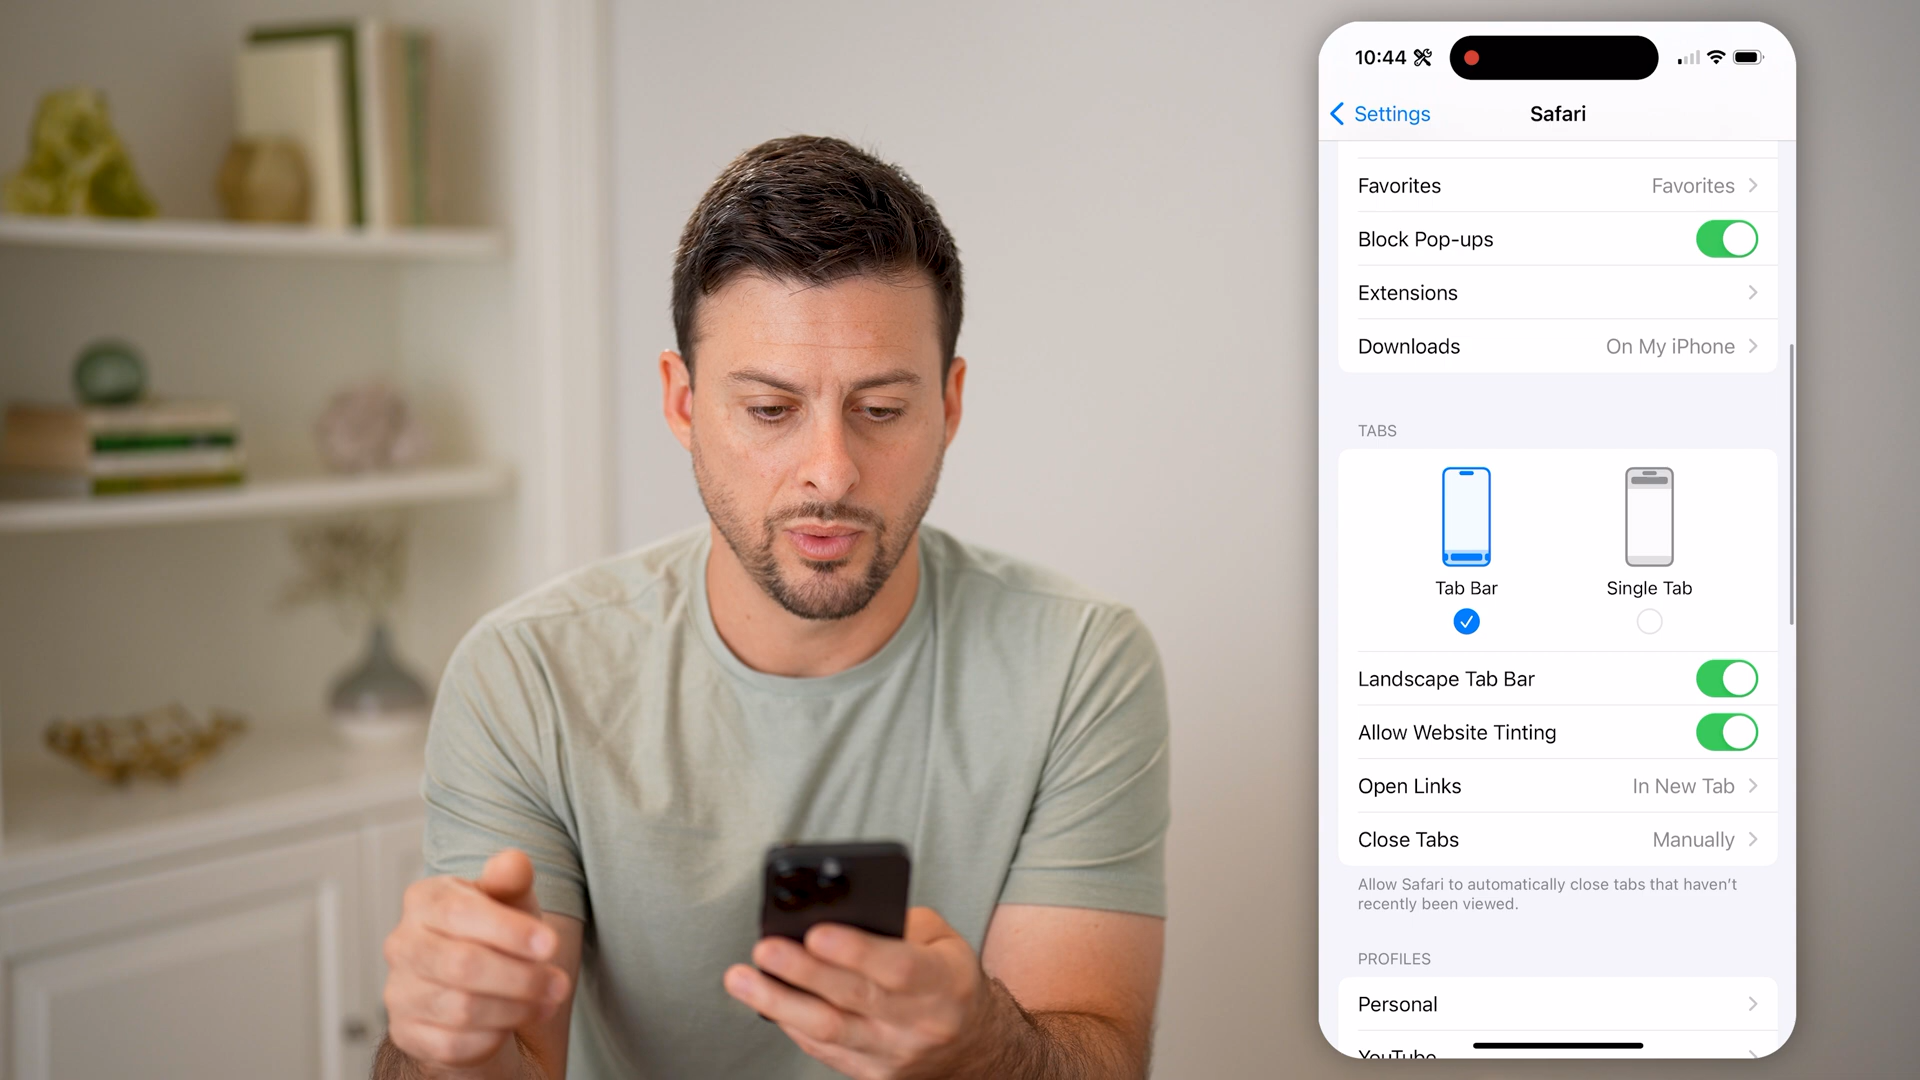 10:44
Settings
Safari
Favorites Favorites
Block Pop-ups
Extensions
Downloads On My iPhone
TABS
Tab Bar Single Tab
Landscape Tab Bar
Allow Website Tinting
Open Links In New Tab
Close Tabs Manually
Allow Safari to automatically close tabs that haven’t
recently been viewed.
PROFILES
Personal
YouTube